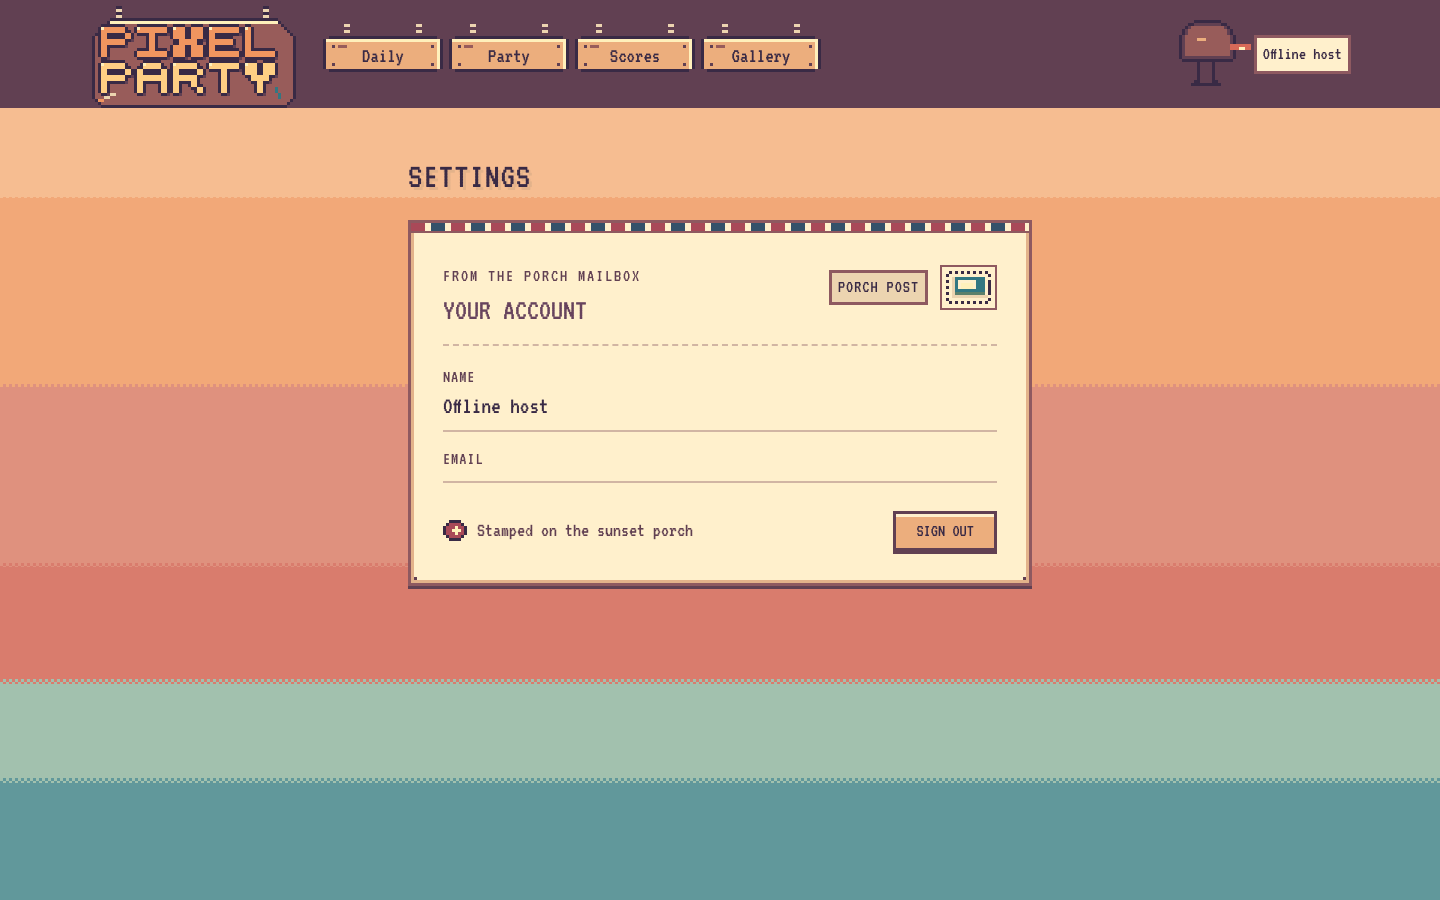 PIXEL
PARTY
Daily
Party
Scores
Gallery
Offline host
SETTINGS
FROM THE PORCH MAILBOX
PORCH POST
YOUR ACCOUNT
NAME
Offline host
EMAIL
Stamped on the sunset porch
SIGN OUT